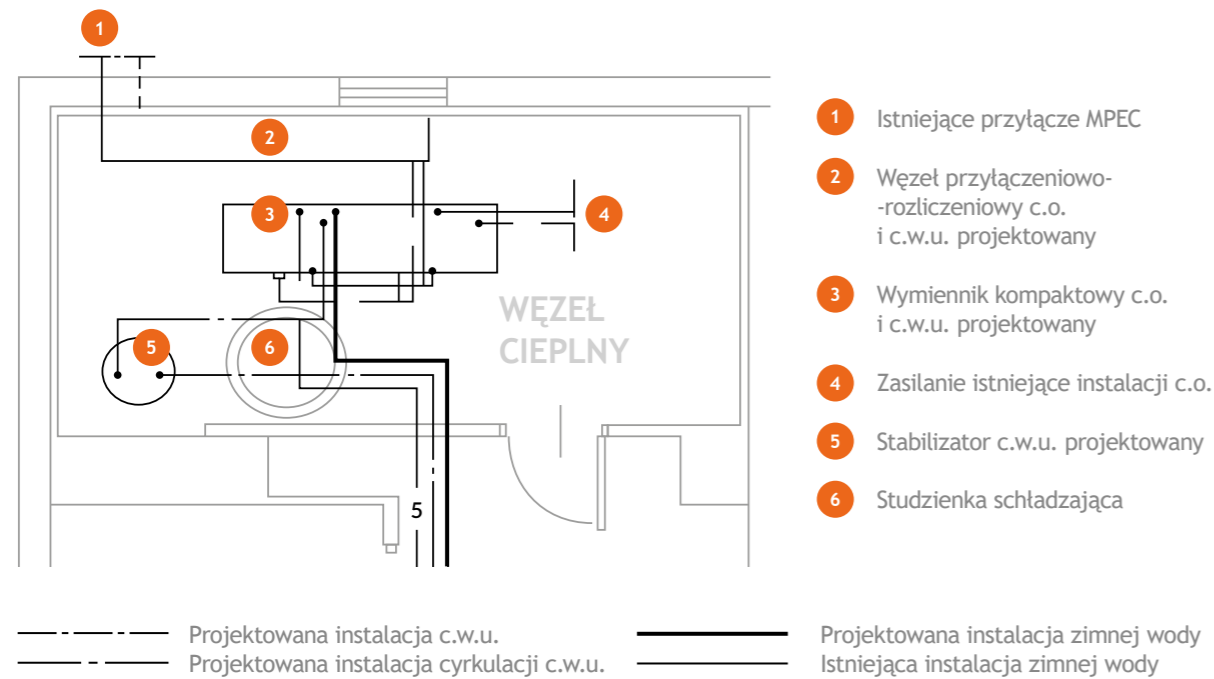 1
2
3
4
5
6
WĘZEŁ
CIEPLNY
5
1 Istniejące przyłącze MPEC
2 Węzeł przyłączeniowo-
-rozliczeniowy c.o.
i c.w.u. projektowany
3 Wymiennik kompaktowy c.o.
i c.w.u. projektowany
4 Zasilanie istniejące instalacji c.o.
5 Stabilizator c.w.u. projektowany
6 Studzienka schładzająca
Projektowana instalacja c.w.u.
Projektowana instalacja cyrkulacji c.w.u.
Projektowana instalacja zimnej wody
Istniejąca instalacja zimnej wody